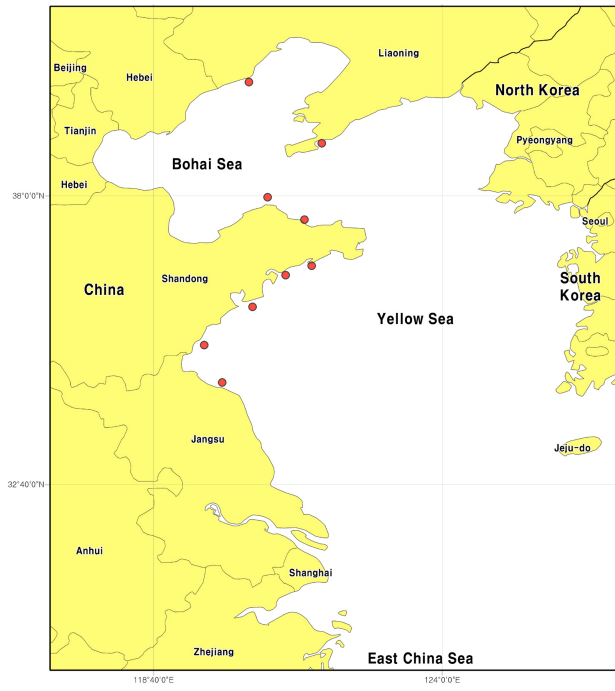 Liaoning
Beijing
Hebei
North Korea
Tianjin
Pyeongyang
Bohai Sea
Hebei
38°0'0"N
Seoul
Shandong
South
Korea
China
Yellow Sea
Jangsu
Jeju-do
32°40'0"N
Anhui
Shanghai
Zhejiang
East China Sea
118°40'0"E
124°0'0"E